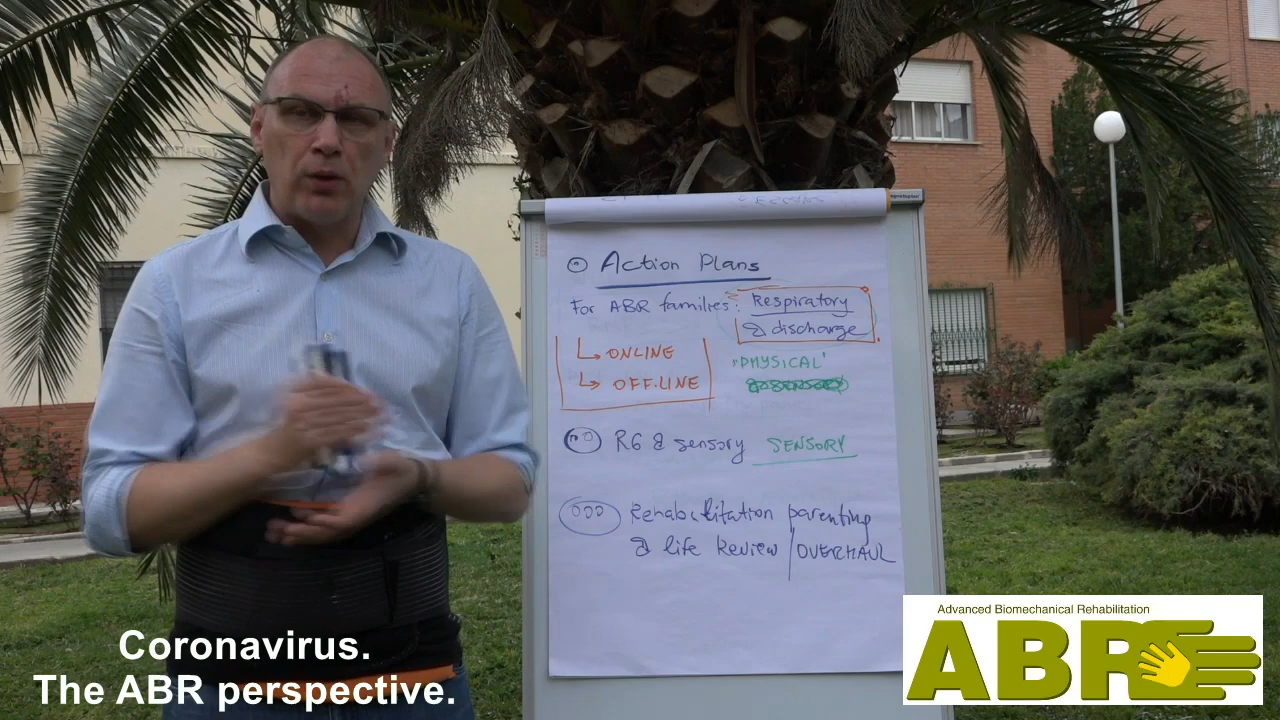 Action Plans
For ABR families: Respiratory
& discharge
ONLINE
OFF-LINE
"PHYSICAL"
R6 & sensory SENSORY
Rehabilitation parenting
& life Review / OVERHAUL
Coronavirus.
The ABR perspective.
Advanced Biomechanical Rehabilitation
ABR